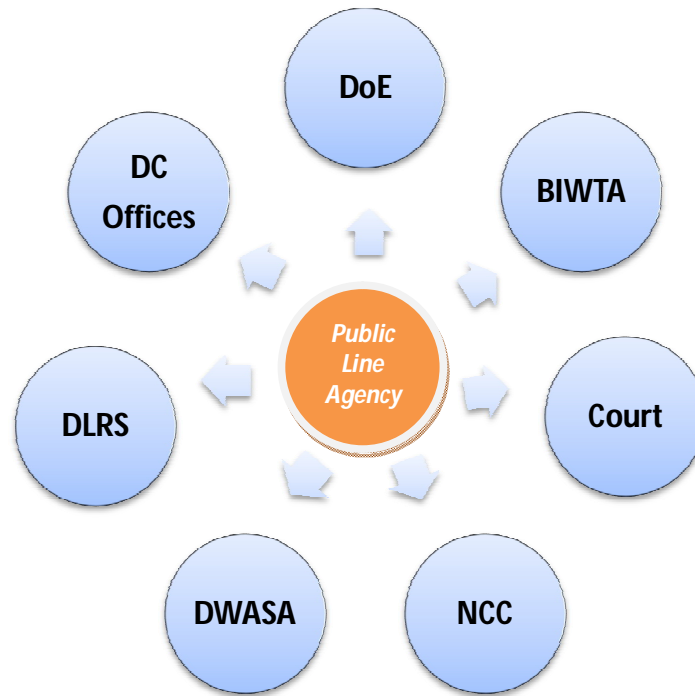 DoE
DC
Offices
BIWTA
Public
Line
Agency
DLRS
Court
DWASA
NCC